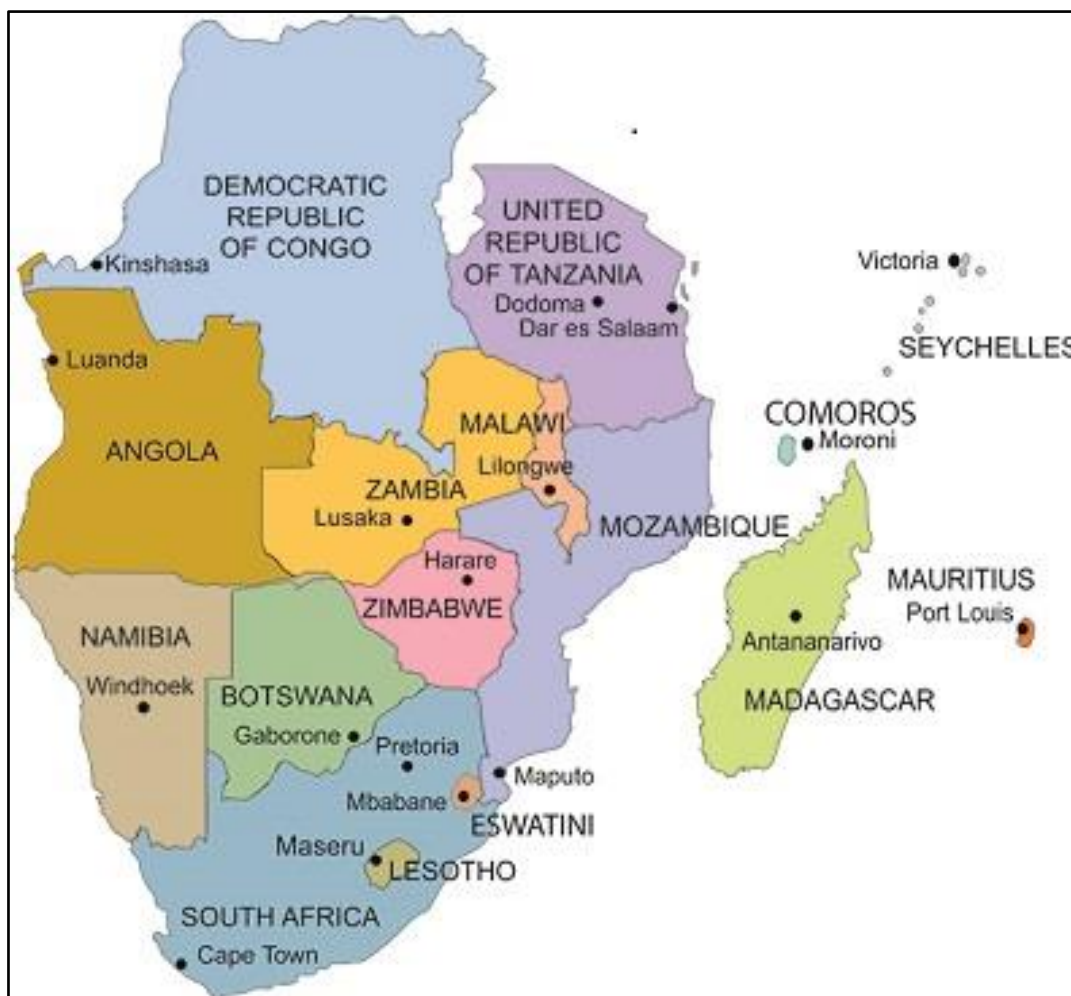 DEMOCRATIC
REPUBLIC
OF CONGO
Kinshasa
UNITED
REPUBLIC
OF TANZANIA
Dodoma
Dar es Salaam
Victoria
SEYCHELLES
Luanda
ANGOLA
MALAWI
Lilongwe
COMOROS
Moroni
ZAMBIA
Lusaka
MOZAMBIQUE
Harare
ZIMBABWE
MAURITIUS
Port Louis
NAMIBIA
Windhoek
Antananarivo
MADAGASCAR
BOTSWANA
Gaborone
Pretoria
Maputo
Mbabane
ESWATINI
Maseru
LESOTHO
SOUTH AFRICA
Cape Town